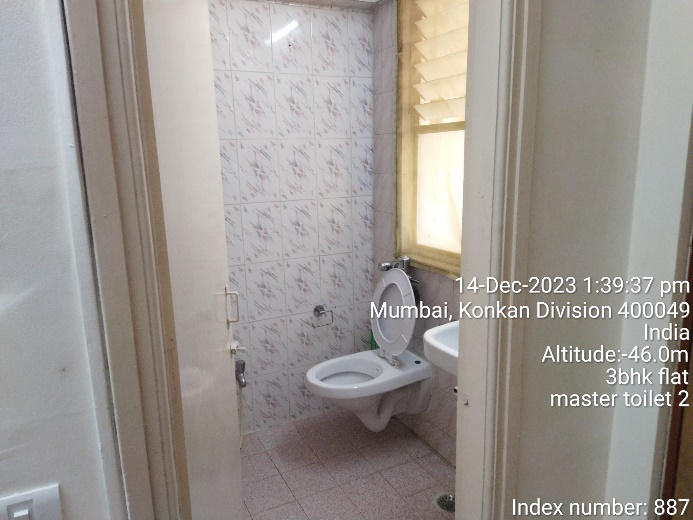 14-Dec-2023 1:39:37 pm
Mumbai, Konkan Division 400049
India
Altitude:-46.0m
3bhk flat
master toilet 2
Index number: 887